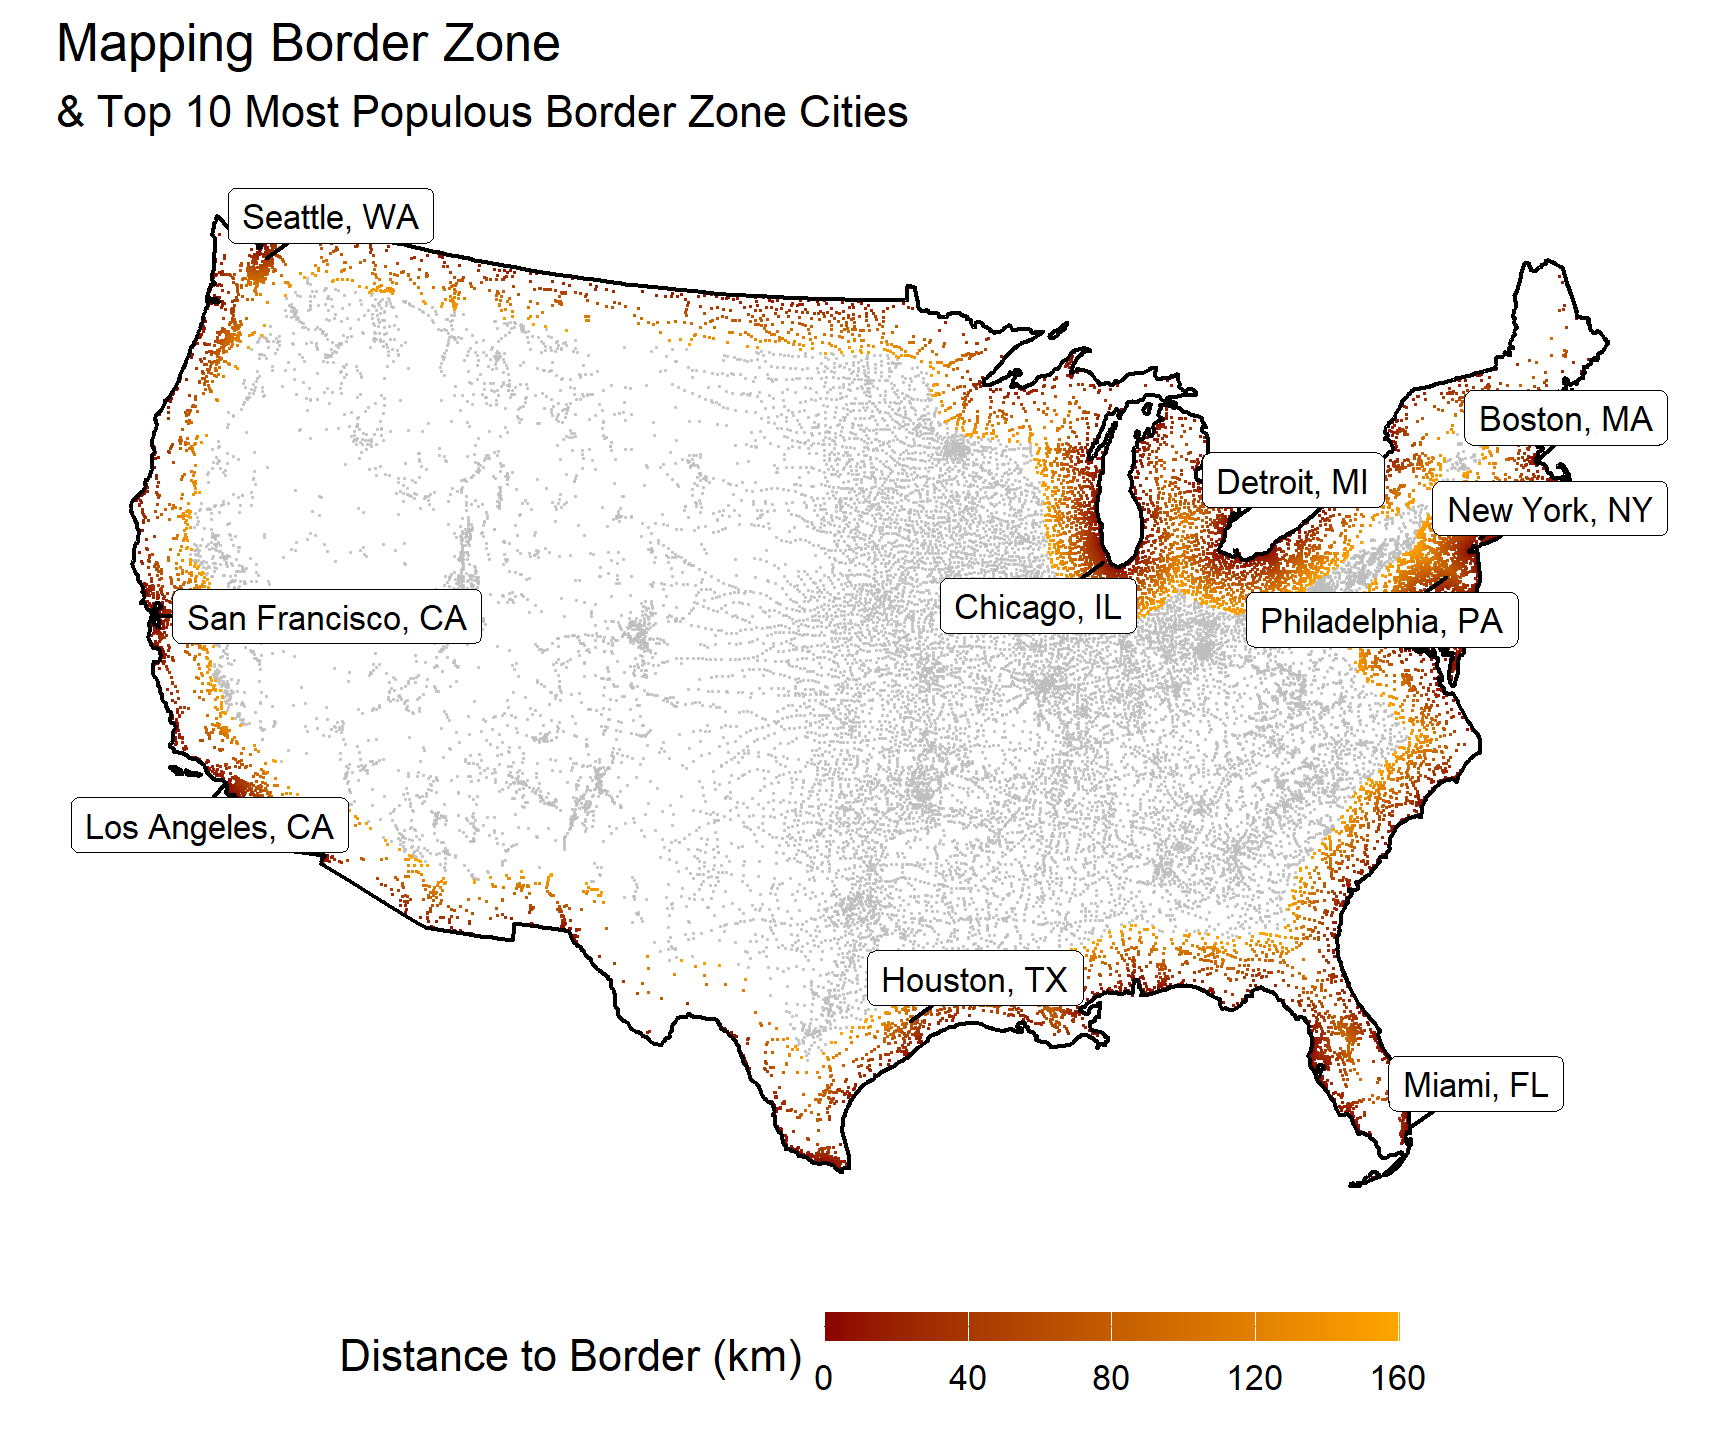 Mapping Border Zone
& Top 10 Most Populous Border Zone Cities
Seattle, WA
Boston, MA
Detroit, MI
New York, NY
Chicago, IL
San Francisco, CA
Philadelphia, PA
Los Angeles, CA
Houston, TX
Miami, FL
Distance to Border (km)
0 40 80 120 160